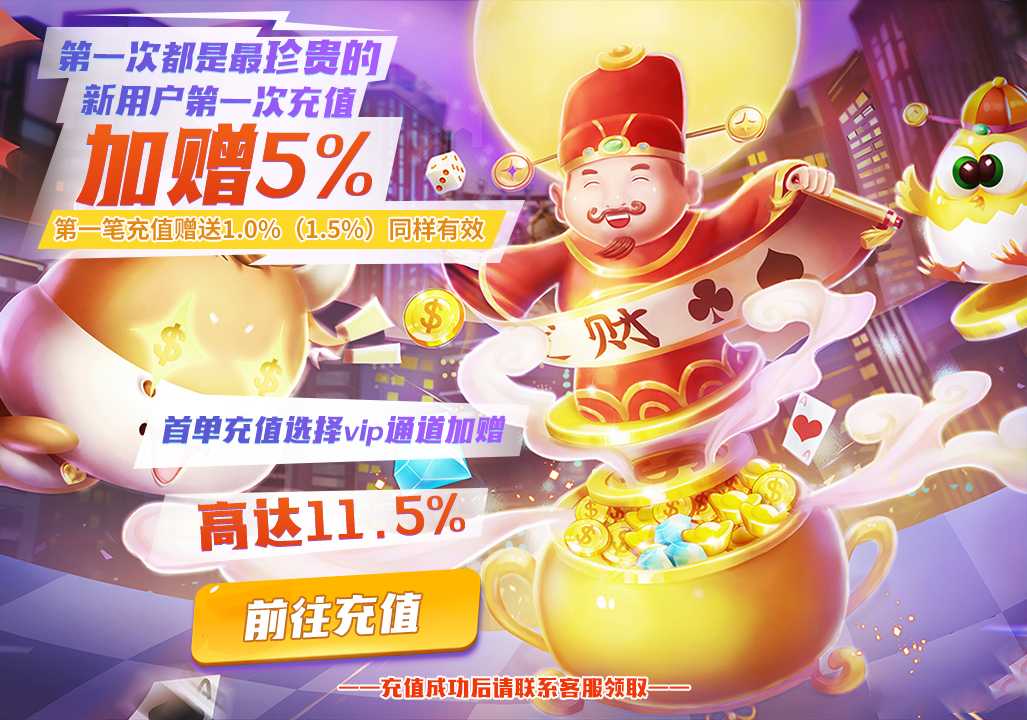 第一次都是最珍贵的
新用户第一次充值
加赠5%
第一笔充值赠送1.0%（1.5%）同样有效
财
首单充值选择vip通道加赠
高达11.5%
前往充值
——充值成功后请联系客服领取——